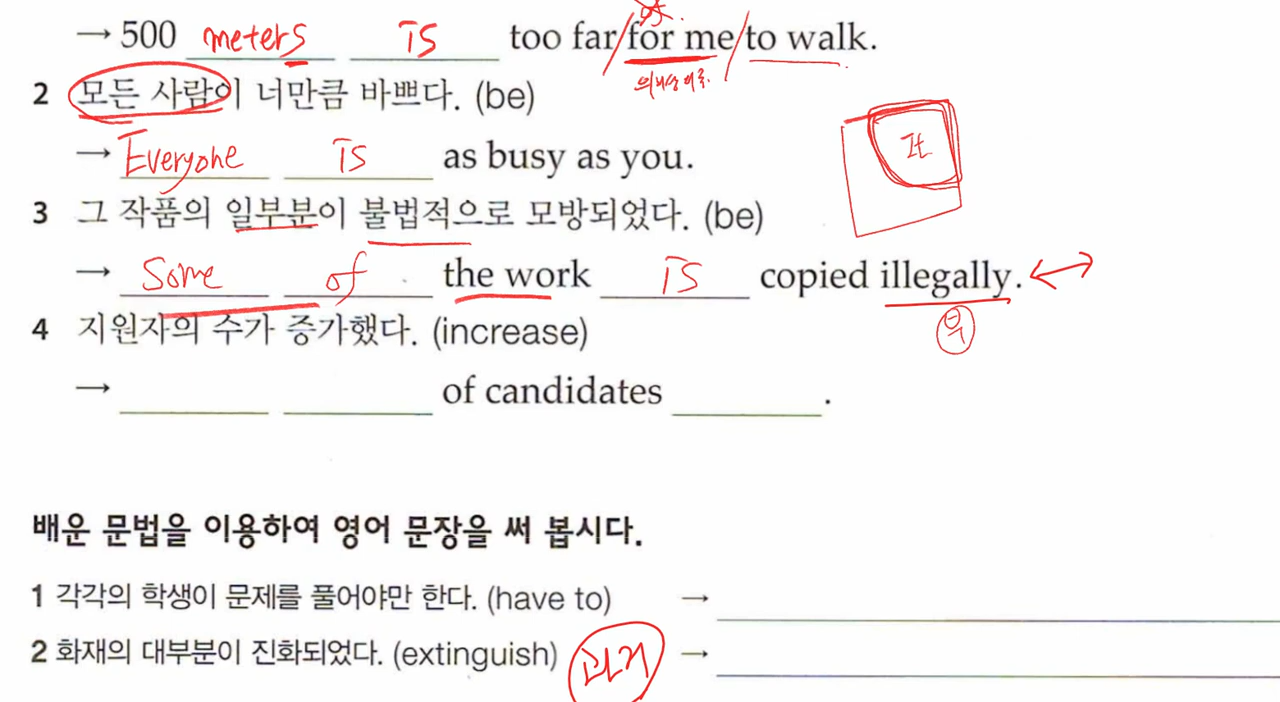 → 500 meters is too far/for me/to walk.
의미상 주어.
2 모든 사람이 너만큼 바쁘다. (be)
→ Everyone is as busy as you.
3 그 작품의 일부분이 불법적으로 모방되었다. (be)
→ Some of the work is copied illegally.
4 지원자의 수가 증가했다. (increase)
→ of candidates .
배운 문법을 이용하여 영어 문장을 써 봅시다.
1 각각의 학생이 문제를 풀어야만 한다. (have to) →
2 화재의 대부분이 진화되었다. (extinguish) 과거 →